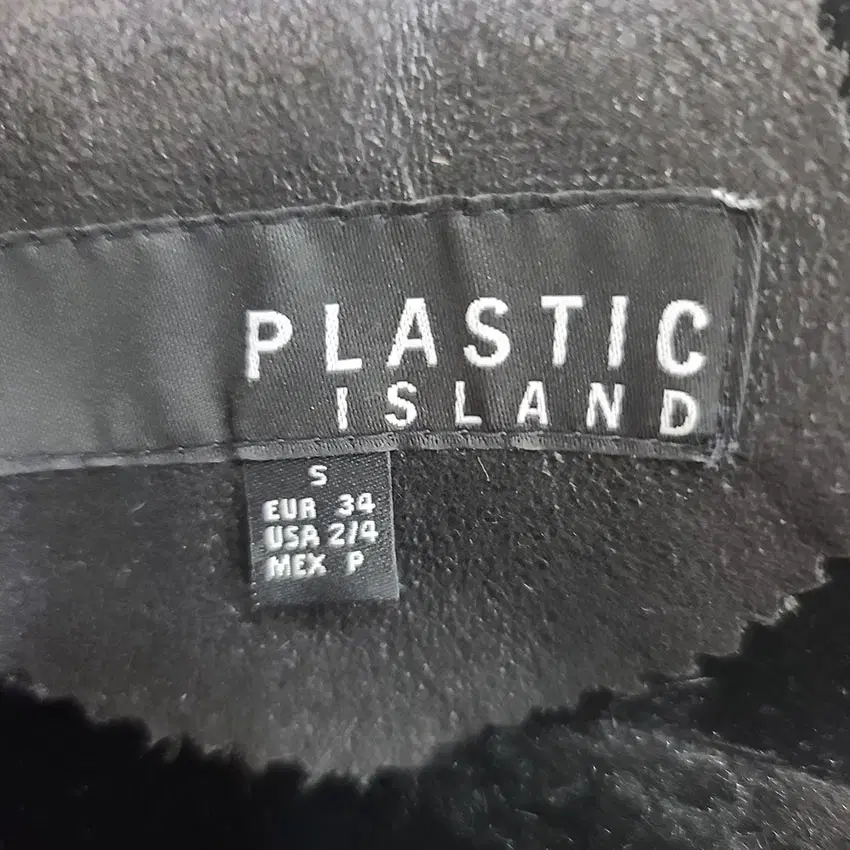 PLASTIC
ISLAND
S
EUR 34
USA 2/4
MEX P